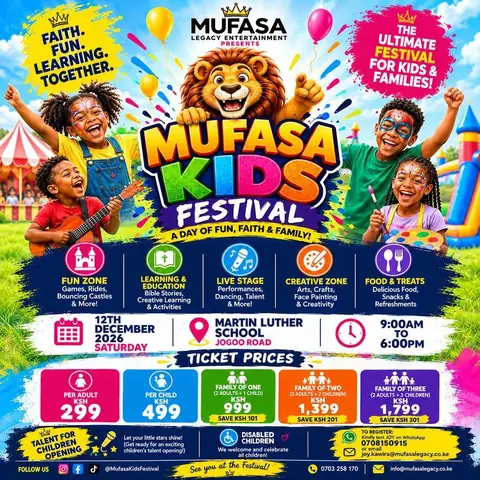 MUFASA
LEGACY ENTERTAINMENT
PRESENTS
FAITH.
FUN.
LEARNING.
TOGETHER.
THE
ULTIMATE
FESTIVAL
FOR KIDS &
FAMILIES!
MUFASA
KIDS
FESTIVAL
A DAY OF FUN, FAITH & FAMILY!
FUN ZONE
Games, Rides,
Bouncing Castles
& More!
LEARNING &
EDUCATION
Bible Stories,
Creative Learning
& Activities
LIVE STAGE
Performances,
Dancing, Talent
& More!
CREATIVE ZONE
Arts, Crafts,
Face Painting
& Creativity
FOOD & TREATS
Delicious Food,
Snacks &
Refreshments
12TH
DECEMBER
2026
SATURDAY
MARTIN LUTHER
SCHOOL
JOGOO ROAD
9:00AM
TO
6:00PM
TICKET PRICES
PER ADULT
KSH
299
PER CHILD
KSH
499
FAMILY OF ONE
(2 ADULTS + 1 CHILD)
KSH
999
SAVE KSH 101
FAMILY OF TWO
(2 ADULTS + 2 CHILDREN)
KSH
1,399
SAVE KSH 201
FAMILY OF THREE
(2 ADULTS + 3 CHILDREN)
KSH
1,799
SAVE KSH 301
TALENT FOR
CHILDREN
OPENING
Let your little stars shine!
(Get ready for an exciting
children's talent opening!)
DISABLED
CHILDREN
We welcome and celebrate
all children!
TO REGISTER:
Kindly text JOY on WhatsApp
0708150915
or email
joy.kawira@mufasalegacy.co.ke
FOLLOW US
@MufasaKidsFestival
See you at the Festival!
0703 258 170
info@mufasalegacy.co.ke